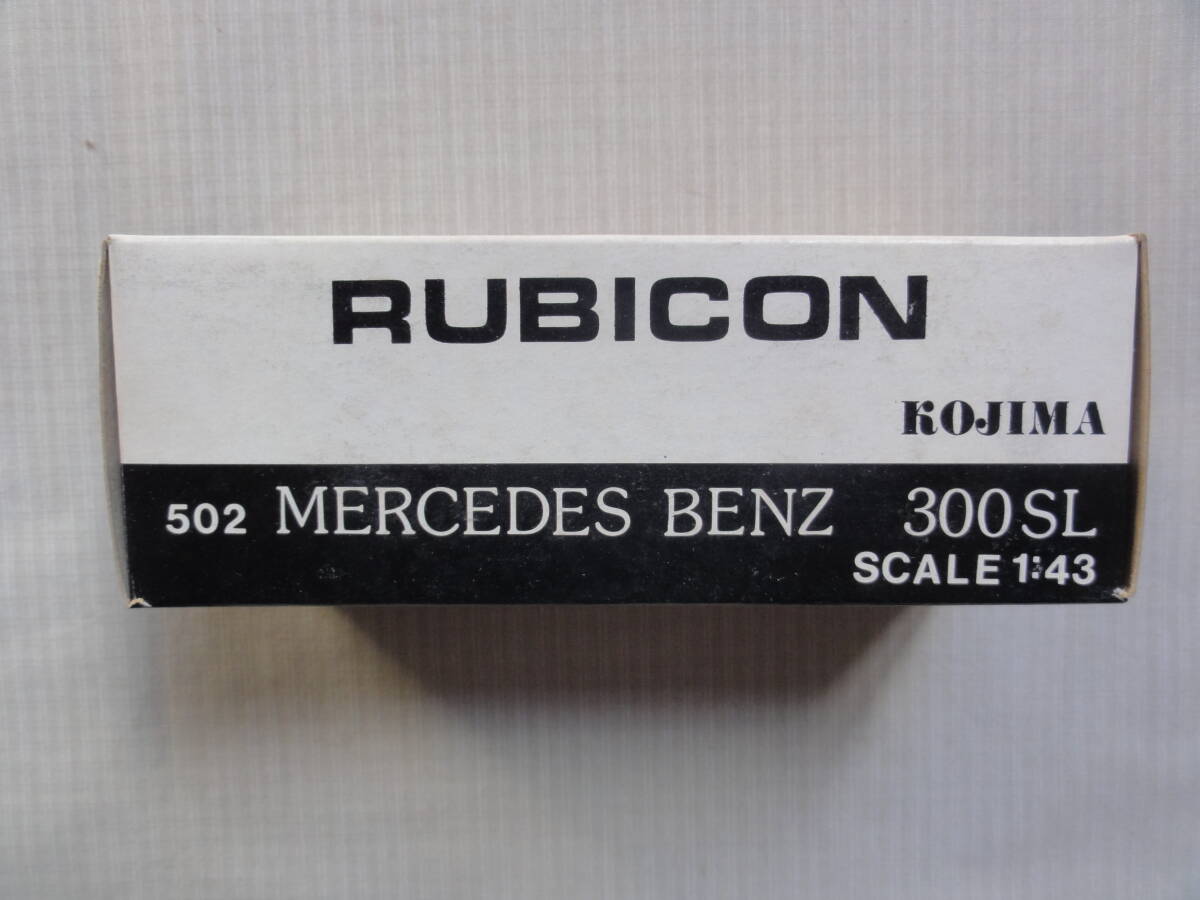 RUBICON
KOJIMA
502 MERCEDES BENZ 300SL
SCALE 1:43